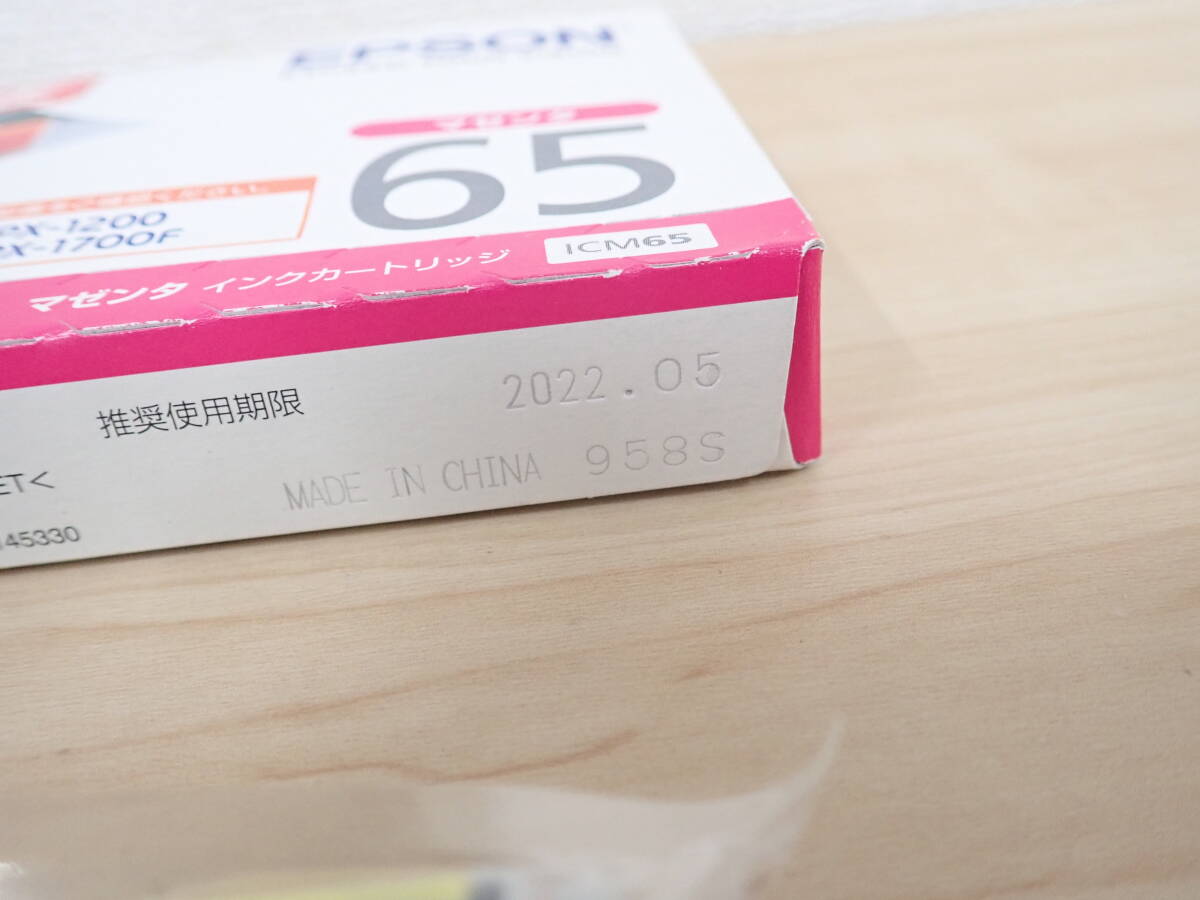 EPSON
マゼンタ
65
PX-1200
PX-1700F
マゼンタ インクカートリッジ ICM65
推奨使用期限 2022.05
ET<
MADE IN CHINA 958S
145330